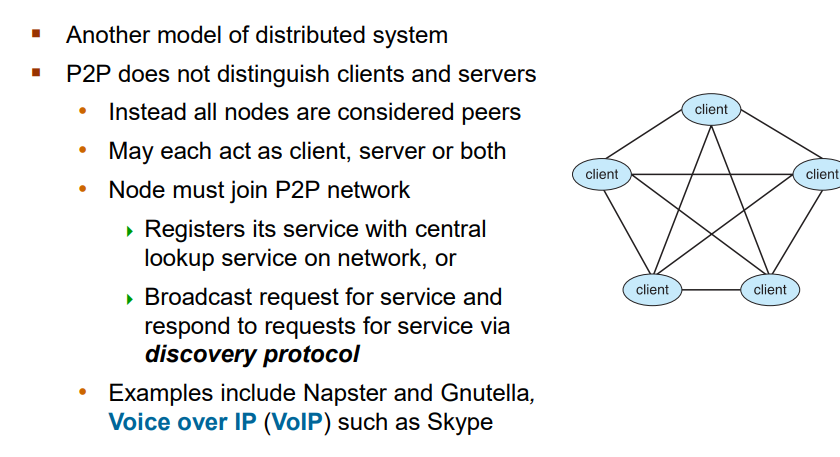 Another model of distributed system
P2P does not distinguish clients and servers
Instead all nodes are considered peers
May each act as client, server or both
Node must join P2P network
Registers its service with central
lookup service on network, or
Broadcast request for service and
respond to requests for service via
discovery protocol
Examples include Napster and Gnutella,
Voice over IP (VoIP) such as Skype
client
client
client
client
client